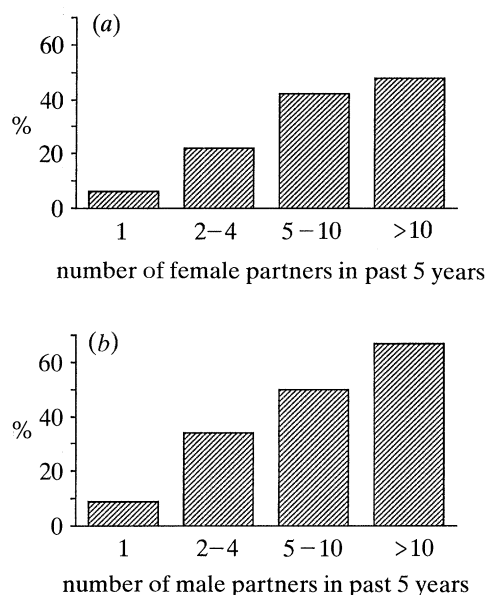 (a)
60
40
%
20
0
1 2–4 5–10 >10
number of female partners in past 5 years
(b)
60
40
%
20
0
1 2–4 5–10 >10
number of male partners in past 5 years